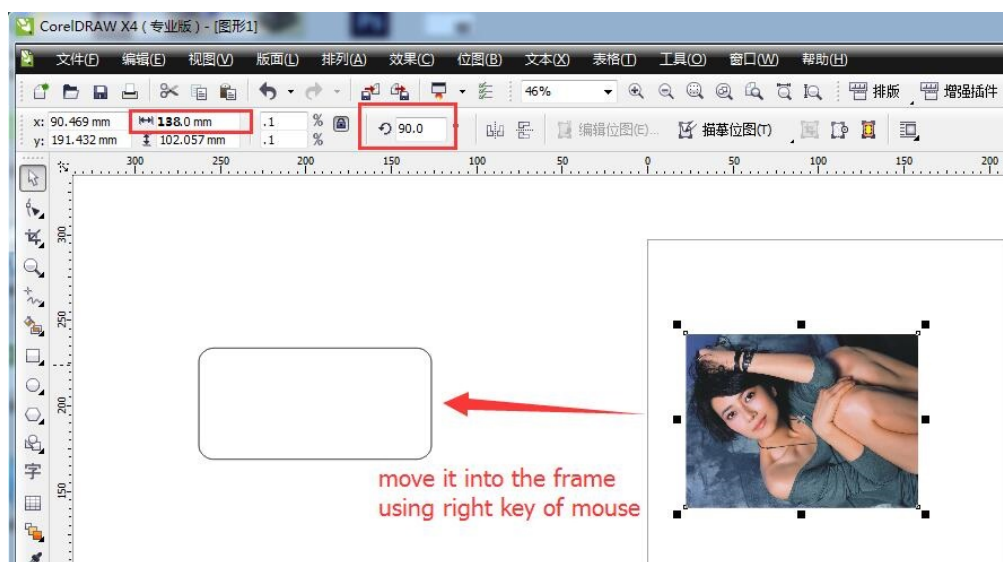 CorelDRAW X4 ( 专业版 ) - [图形1]
文件(F) 编辑(E) 视图(V) 版面(L) 排列(A) 效果(C) 位图(B) 文本(X) 表格(T) 工具(O) 窗口(W) 帮助(H)
46% 排版 增强插件
x: 90.469 mm 138.0 mm .1 % 90.0 ° 编辑位图(E)... 描摹位图(T)
y: 191.432 mm 102.057 mm .1 %
300 250 200 150 100 50 0 50 100 150 200
300
250
200
move it into the frame
using right key of mouse
字
150